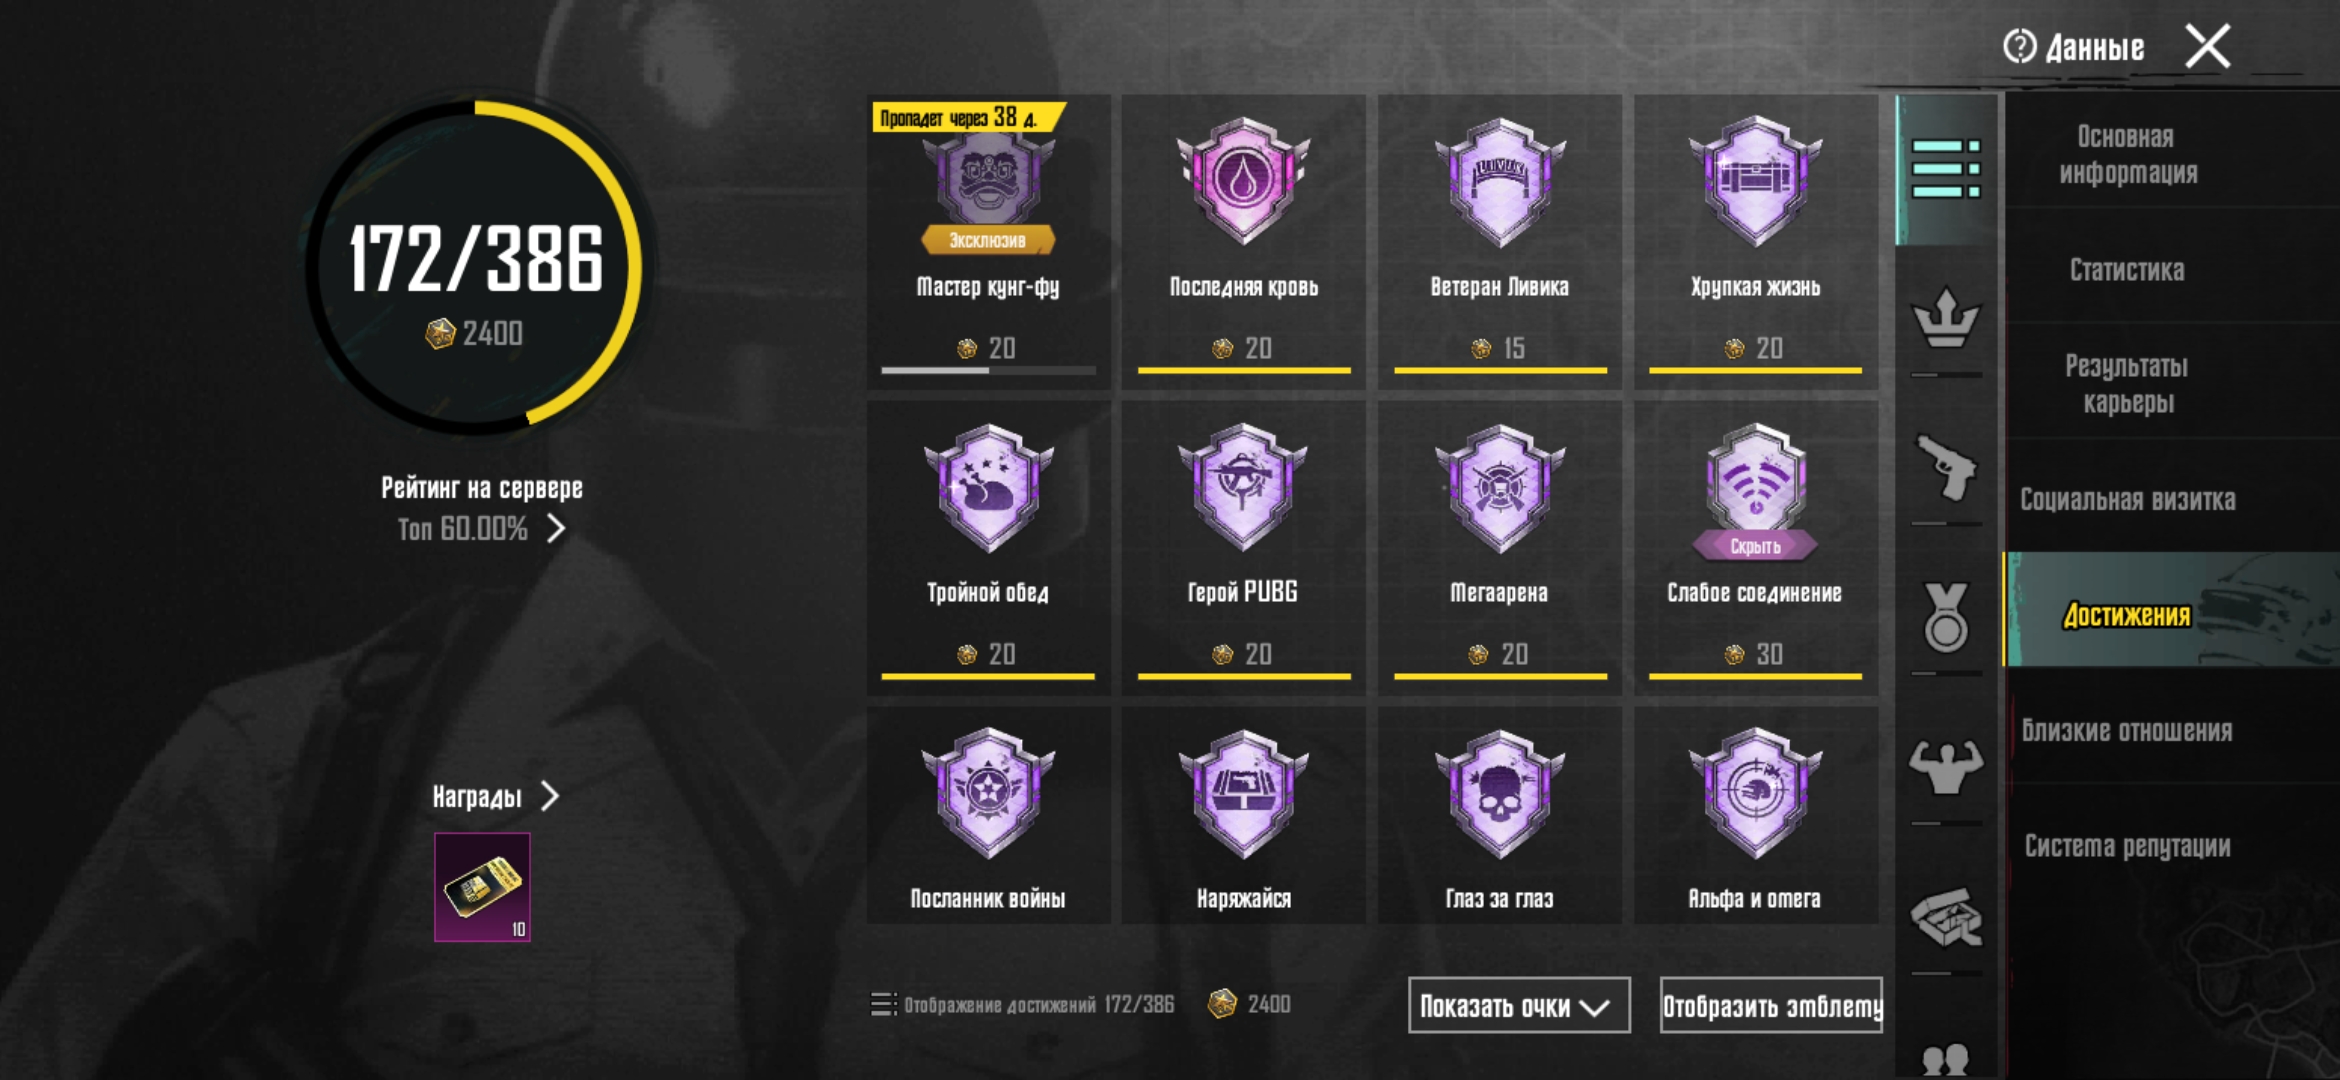 Данные
172/386
2400
Рейтинг на сервере
Топ 60.00%
Награды
10
Пропадет через 38 д.
Эксклюзив
Мастер кунг-фу
20
Последняя кровь
20
LIVIK
Ветеран Ливика
15
Хрупкая жизнь
20
Тройной обед
20
Герой PUBG
20
Мегаарена
20
Скрыть
Слабое соединение
30
Посланник войны
Наряжайся
Глаз за глаз
Альфа и омега
Отображение достижений 172/386
2400
Показать очки
Отобразить эмблему
Основная
информация
Статистика
Результаты
карьеры
Социальная визитка
Достижения
Близкие отношения
Система репутации